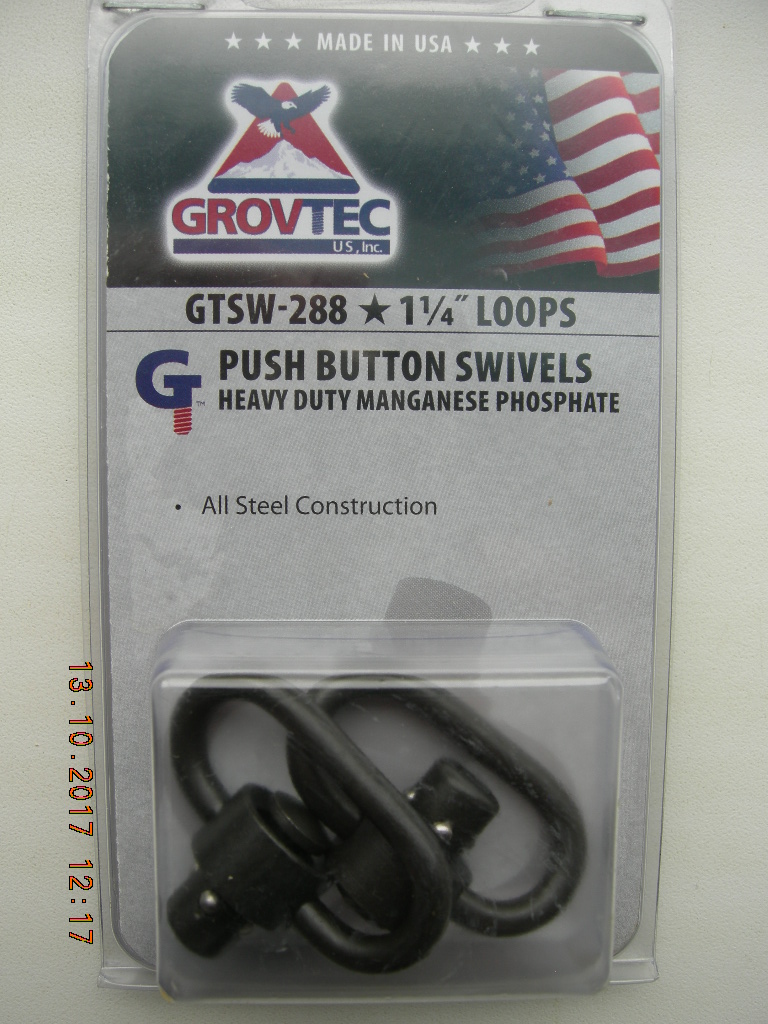 ★ ★ ★ MADE IN USA ★ ★ ★
GROVTEC
US, Inc.
GTSW-288 ★ 1¼″ LOOPS
G™
PUSH BUTTON SWIVELS
HEAVY DUTY MANGANESE PHOSPHATE
• All Steel Construction
13.10.2017 12:17